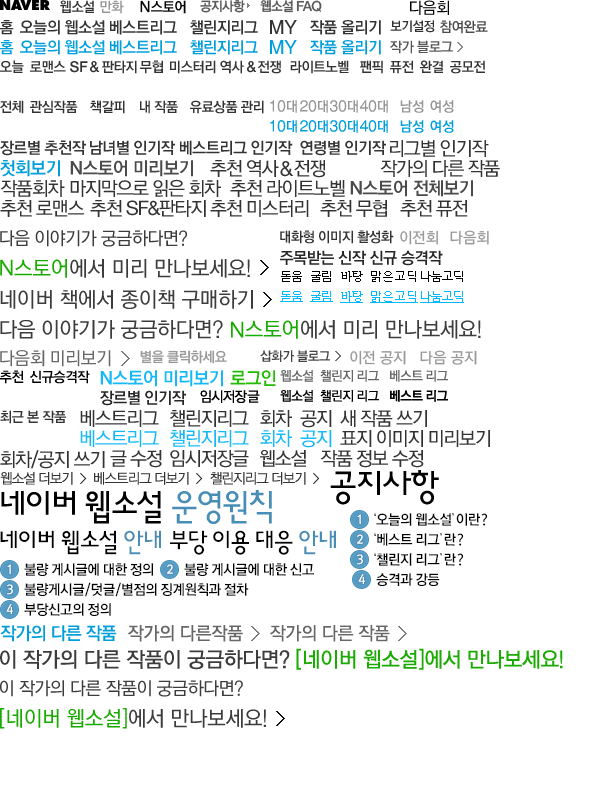 NAVER 웹소설 만화 N스토어 공지사항 웹소설 FAQ 다음회
홈 오늘의 웹소설 베스트리그 챌린지리그 MY 작품 올리기 보기설정 참여완료
홈 오늘의 웹소설 베스트리그 챌린지리그 MY 작품 올리기 작가 블로그 >
오늘 로맨스 SF & 판타지 무협 미스터리 역사 & 전쟁 라이트노벨 팬픽 퓨전 완결 공모전
전체 관심작품 책갈피 내 작품 유료상품 관리 10대 20대 30대 40대 남성 여성
10대 20대 30대 40대 남성 여성
장르별 추천작 남녀별 인기작 베스트리그 인기작 연령별 인기작 리그별 인기작
첫회보기 N스토어 미리보기 추천 역사&전쟁 작가의 다른 작품
작품회차 마지막으로 읽은 회차 추천 라이트노벨 N스토어 전체보기
추천 로맨스 추천 SF&판타지 추천 미스터리 추천 무협 추천 퓨전
다음 이야기가 궁금하다면? 대화형 이미지 활성화 이전회 다음회
주목받는 신작 신규 승격작
N스토어에서 미리 만나보세요! > 돋움 굴림 바탕 맑은고딕 나눔고딕
네이버 책에서 종이책 구매하기 > 돋움 굴림 바탕 맑은고딕 나눔고딕
다음 이야기가 궁금하다면? N스토어에서 미리 만나보세요!
다음회 미리보기 > 별을 클릭하세요 삽화가 블로그 > 이전 공지 다음 공지
추천 신규승격작 N스토어 미리보기 로그인 웹소설 챌린지 리그 베스트 리그
장르별 인기작 임시저장글 웹소설 챌린지 리그 베스트 리그
최근 본 작품 베스트리그 챌린지리그 회차 공지 새 작품 쓰기
베스트리그 챌린지리그 회차 공지 표지 이미지 미리보기
회차/공지 쓰기 글 수정 임시저장글 웹소설 작품 정보 수정
웹소설 더보기 > 베스트리그 더보기 > 챌린지리그 더보기 > 공지사항
네이버 웹소설 운영원칙
1 '오늘의 웹소설'이란?
네이버 웹소설 안내 부당 이용 대응 안내 2 '베스트 리그'란?
3 '챌린지 리그'란?
1 불량 게시글에 대한 정의 2 불량 게시글에 대한 신고 4 승격과 강등
3 불량게시글/덧글/별점의 징계원칙과 절차
4 부당신고의 정의
작가의 다른 작품 작가의 다른작품 > 작가의 다른 작품 >
이 작가의 다른 작품이 궁금하다면? [네이버 웹소설]에서 만나보세요!
이 작가의 다른 작품이 궁금하다면?
[네이버 웹소설]에서 만나보세요! >